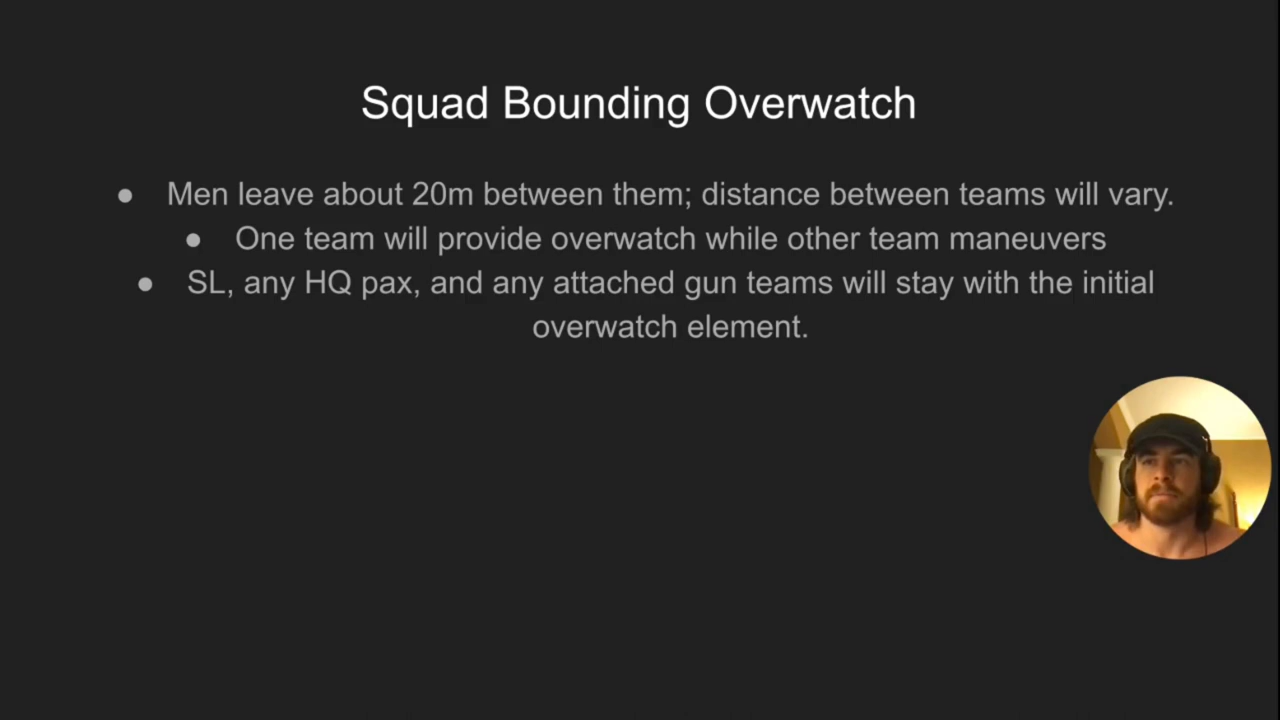 Squad Bounding Overwatch
● Men leave about 20m between them; distance between teams will vary.
● One team will provide overwatch while other team maneuvers
● SL, any HQ pax, and any attached gun teams will stay with the initial
overwatch element.